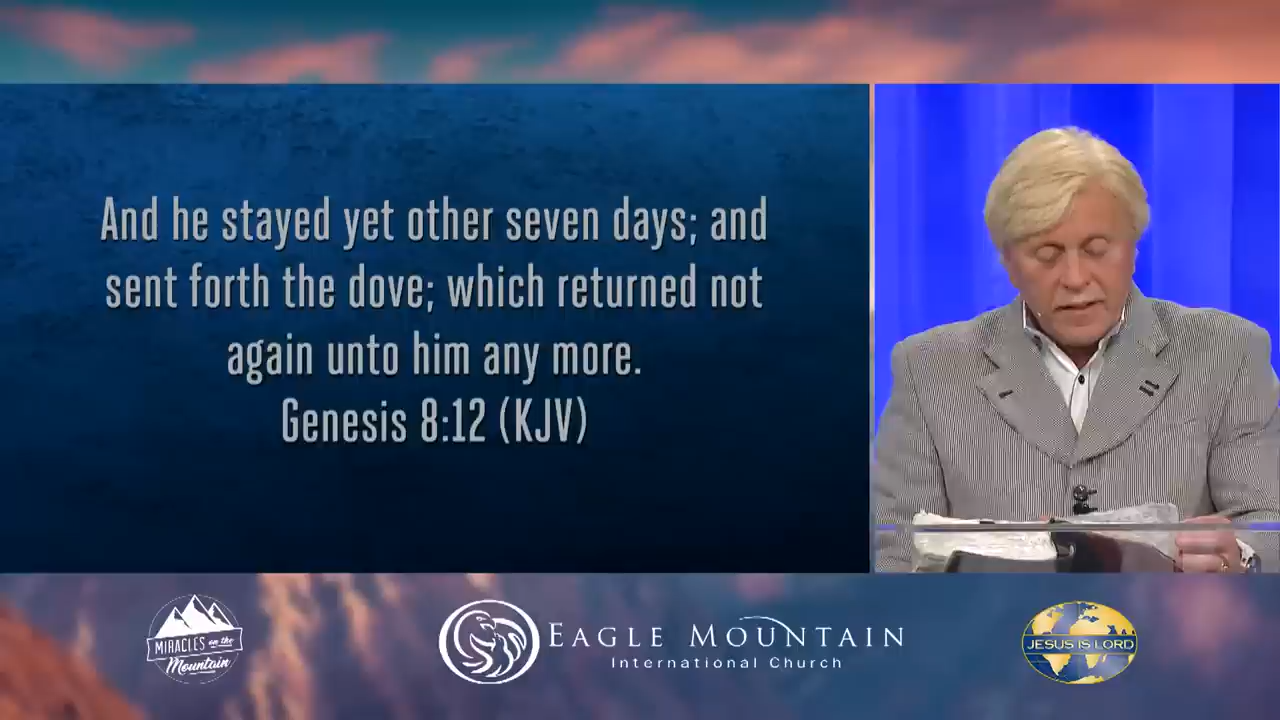 And he stayed yet other seven days; and
sent forth the dove; which returned not
again unto him any more.
Genesis 8:12 (KJV)
MIRACLES on the
Mountain
EAGLE MOUNTAIN
International Church
JESUS IS LORD